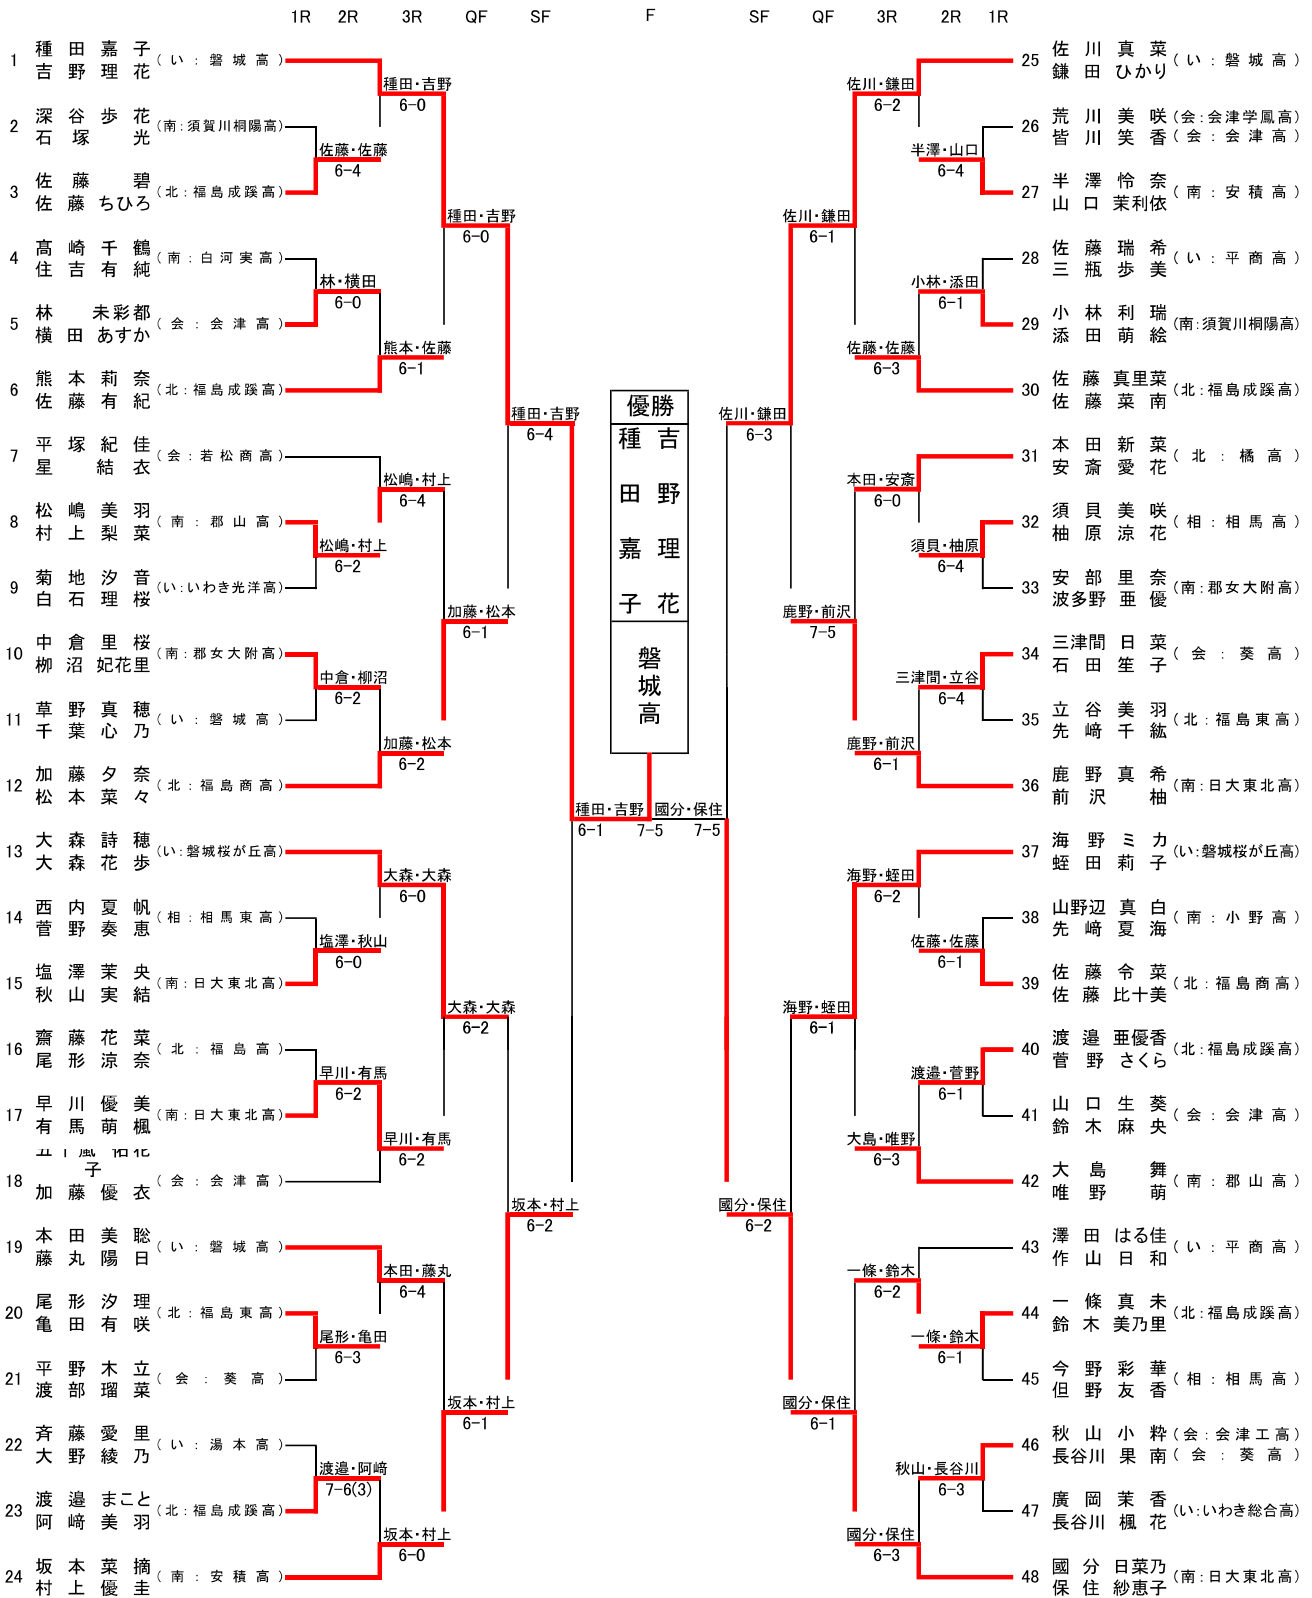 1R 2R 3R QF SF F SF QF 3R 2R 1R
1 種田嘉子 吉野理花 (い:磐城高)
2 深谷歩花 石塚光 (南:須賀川桐陽高)
3 佐藤碧 佐藤ちひろ (北:福島成蹊高)
4 髙崎千鶴 住吉有純 (南:白河実高)
5 林未彩都 横田あすか (会:会津高)
6 熊本莉奈 佐藤有紀 (北:福島成蹊高)
7 平塚紀佳 星結衣 (会:若松商高)
8 松嶋美羽 村上梨菜 (南:郡山高)
9 菊地汐音 白石理桜 (い:いわき光洋高)
10 中倉里桜 栁沼妃花里 (南:郡女大附高)
11 草野真穂 千葉心乃 (い:磐城高)
12 加藤夕奈 松本菜々 (北:福島商高)
13 大森詩穂 大森花歩 (い:磐城桜が丘高)
14 西内夏帆 菅野奏恵 (相:相馬東高)
15 塩澤茉央 秋山実結 (南:日大東北高)
16 齋藤花菜 尾形涼奈 (北:福島高)
17 早川優美 有馬萌楓 (南:日大東北高)
18 子 加藤優衣 (会:会津高)
19 本田美聡 藤丸陽日 (い:磐城高)
20 尾形汐理 亀田有咲 (北:福島東高)
21 平野木立 渡部瑠菜 (会:葵高)
22 斉藤愛里 大野綾乃 (い:湯本高)
23 渡邉まこと 阿﨑美羽 (北:福島成蹊高)
24 坂本菜摘 村上優圭 (南:安積高)
佐藤・佐藤
6-4
林・横田
6-0
松嶋・村上
6-2
中倉・柳沼
6-2
塩澤・秋山
6-0
早川・有馬
6-2
尾形・亀田
6-3
渡邉・阿﨑
7-6(3)
種田・吉野
6-0
熊本・佐藤
6-1
松嶋・村上
6-4
加藤・松本
6-2
大森・大森
6-0
早川・有馬
6-2
本田・藤丸
6-4
坂本・村上
6-0
種田・吉野
6-0
加藤・松本
6-1
大森・大森
6-2
坂本・村上
6-1
種田・吉野
6-4
坂本・村上
6-2
種田・吉野
6-1
優勝
種田嘉子
吉野理花
磐城高
7-5
國分・保住
7-5
佐川・鎌田
6-3
國分・保住
6-2
佐川・鎌田
6-1
鹿野・前沢
7-5
海野・蛭田
6-1
國分・保住
6-1
佐川・鎌田
6-2
佐藤・佐藤
6-3
本田・安斎
6-0
鹿野・前沢
6-1
海野・蛭田
6-2
大島・唯野
6-3
一條・鈴木
6-2
國分・保住
6-3
半澤・山口
6-4
小林・添田
6-1
須貝・柚原
6-4
三津間・立谷
6-4
佐藤・佐藤
6-1
渡邉・菅野
6-1
一條・鈴木
6-1
秋山・長谷川
6-3
25 佐川真菜 鎌田ひかり (い:磐城高)
26 荒川美咲 (会:会津学鳳高) 皆川笑香 (会:会津高)
27 半澤怜奈 山口茉利依 (南:安積高)
28 佐藤瑞希 三瓶歩美 (い:平商高)
29 小林利瑞 添田萌絵 (南:須賀川桐陽高)
30 佐藤真里菜 佐藤菜南 (北:福島成蹊高)
31 本田新菜 安斎愛花 (北:橘高)
32 須貝美咲 柚原涼花 (相:相馬高)
33 安部里奈 波多野亜優 (南:郡女大附高)
34 三津間日菜 石田笙子 (会:葵高)
35 立谷美羽 先﨑千紘 (北:福島東高)
36 鹿野真希 前沢柚 (南:日大東北高)
37 海野ミカ 蛭田莉子 (い:磐城桜が丘高)
38 山野辺真白 先﨑夏海 (南:小野高)
39 佐藤令菜 佐藤比十美 (北:福島商高)
40 渡邉亜優香 菅野さくら (北:福島成蹊高)
41 山口生葵 鈴木麻央 (会:会津高)
42 大島舞 唯野萌 (南:郡山高)
43 澤田はる佳 作山日和 (い:平商高)
44 一條真未 鈴木美乃里 (北:福島成蹊高)
45 今野彩華 但野友香 (相:相馬高)
46 秋山小粋 (会:会津工高) 長谷川果南 (会:葵高)
47 廣岡茉香 長谷川楓花 (い:いわき総合高)
48 國分日菜乃 保住紗恵子 (南:日大東北高)